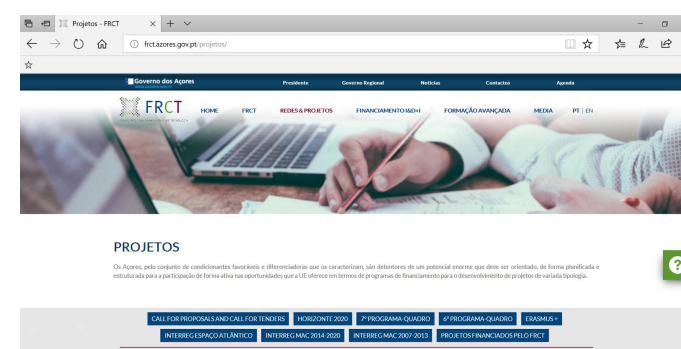 Projetos - FRCT
frct.azores.gov.pt/projetos/
Governo dos Açores
Presidente
Governo Regional
Notícias
Contactos
Agenda
FRCT
HOME
FRCT
REDES & PROJETOS
FINANCIAMENTO I&D+I
FORMAÇÃO AVANÇADA
MEDIA
PT | EN
PROJETOS
Os Açores, pelo conjunto de condicionantes favoráveis e diferenciadoras que os caracterizam, são detentores de um potencial enorme que deve ser orientado, de forma planificada e
estruturada para a participação de forma ativa nas oportunidades que a UE oferece em termos de programas de financiamento para o desenvolvimento de projetos de variada tipologia.
?
CALL FOR PROPOSALS AND CALL FOR TENDERS
HORIZONTE 2020
7º PROGRAMA-QUADRO
6º PROGRAMA-QUADRO
ERASMUS +
INTERREG ESPAÇO ATLÂNTICO
INTERREG MAC 2014-2020
INTERREG MAC 2007-2013
PROJETOS FINANCIADOS PELO FRCT